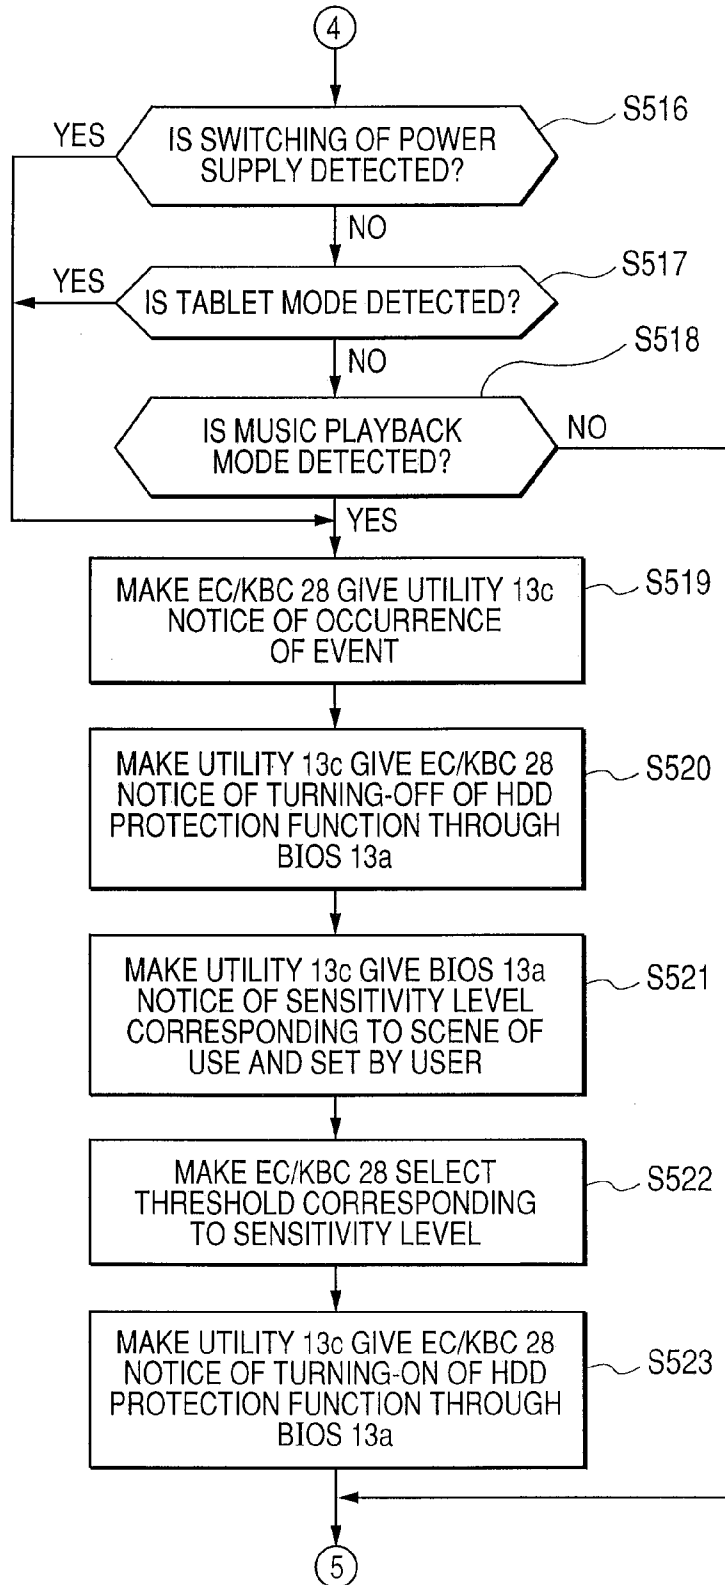 4
S516
YES
IS SWITCHING OF POWER
SUPPLY DETECTED?
NO
S517
YES
IS TABLET MODE DETECTED?
NO
S518
IS MUSIC PLAYBACK
MODE DETECTED?
NO
YES
S519
MAKE EC/KBC 28 GIVE UTILITY 13c
NOTICE OF OCCURRENCE
OF EVENT
S520
MAKE UTILITY 13c GIVE EC/KBC 28
NOTICE OF TURNING-OFF OF HDD
PROTECTION FUNCTION THROUGH
BIOS 13a
S521
MAKE UTILITY 13c GIVE BIOS 13a
NOTICE OF SENSITIVITY LEVEL
CORRESPONDING TO SCENE OF
USE AND SET BY USER
S522
MAKE EC/KBC 28 SELECT
THRESHOLD CORRESPONDING
TO SENSITIVITY LEVEL
S523
MAKE UTILITY 13c GIVE EC/KBC 28
NOTICE OF TURNING-ON OF HDD
PROTECTION FUNCTION THROUGH
BIOS 13a
5